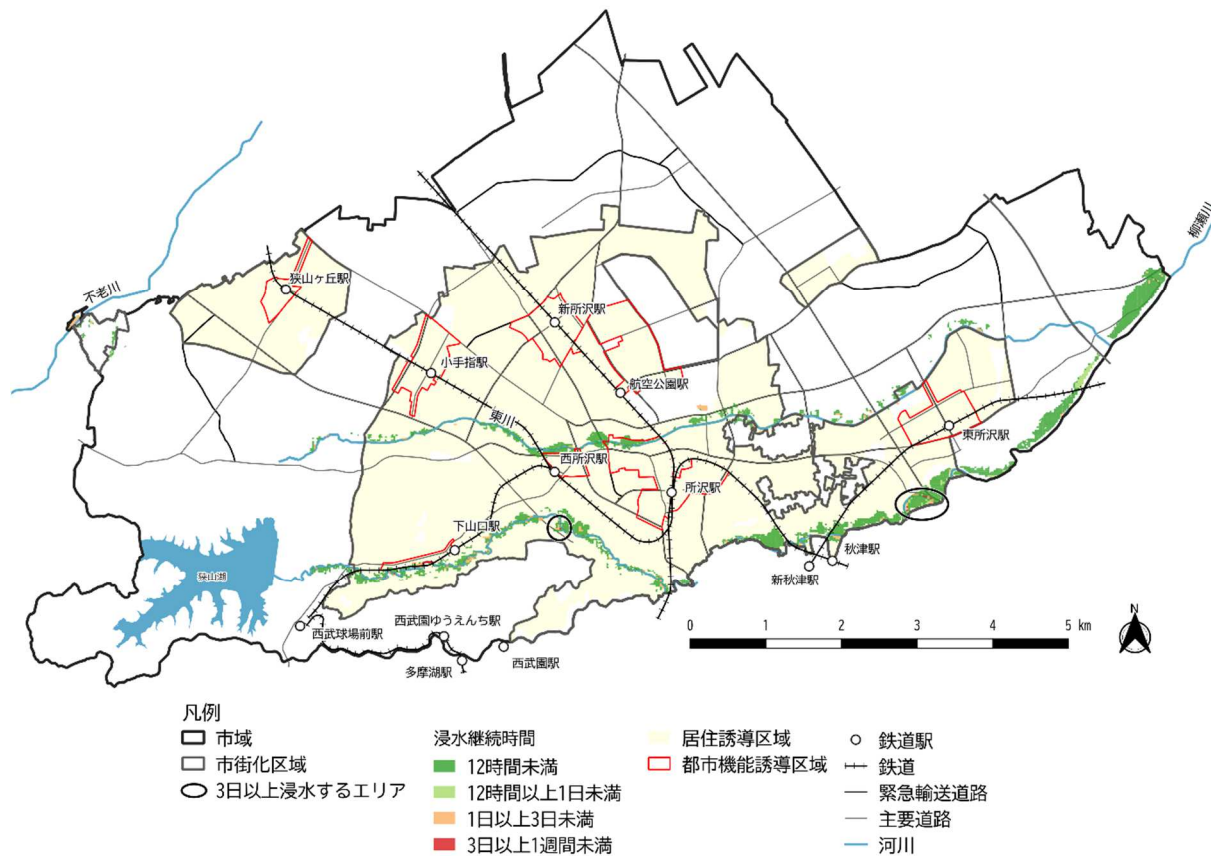 柳瀬川
不老川
狭山ヶ丘駅
新所沢駅
小手指駅
航空公園駅
東川
東所沢駅
西所沢駅
所沢駅
下山口駅
秋津駅
新秋津駅
狭山湖
西武球場前駅
西武園ゆうえんち駅
西武園駅
多摩湖駅
N
0 1 2 3 4 5 km
凡例
市域
市街化区域
3日以上浸水するエリア
浸水継続時間
12時間未満
12時間以上1日未満
1日以上3日未満
3日以上1週間未満
居住誘導区域
都市機能誘導区域
鉄道駅
鉄道
緊急輸送道路
主要道路
河川